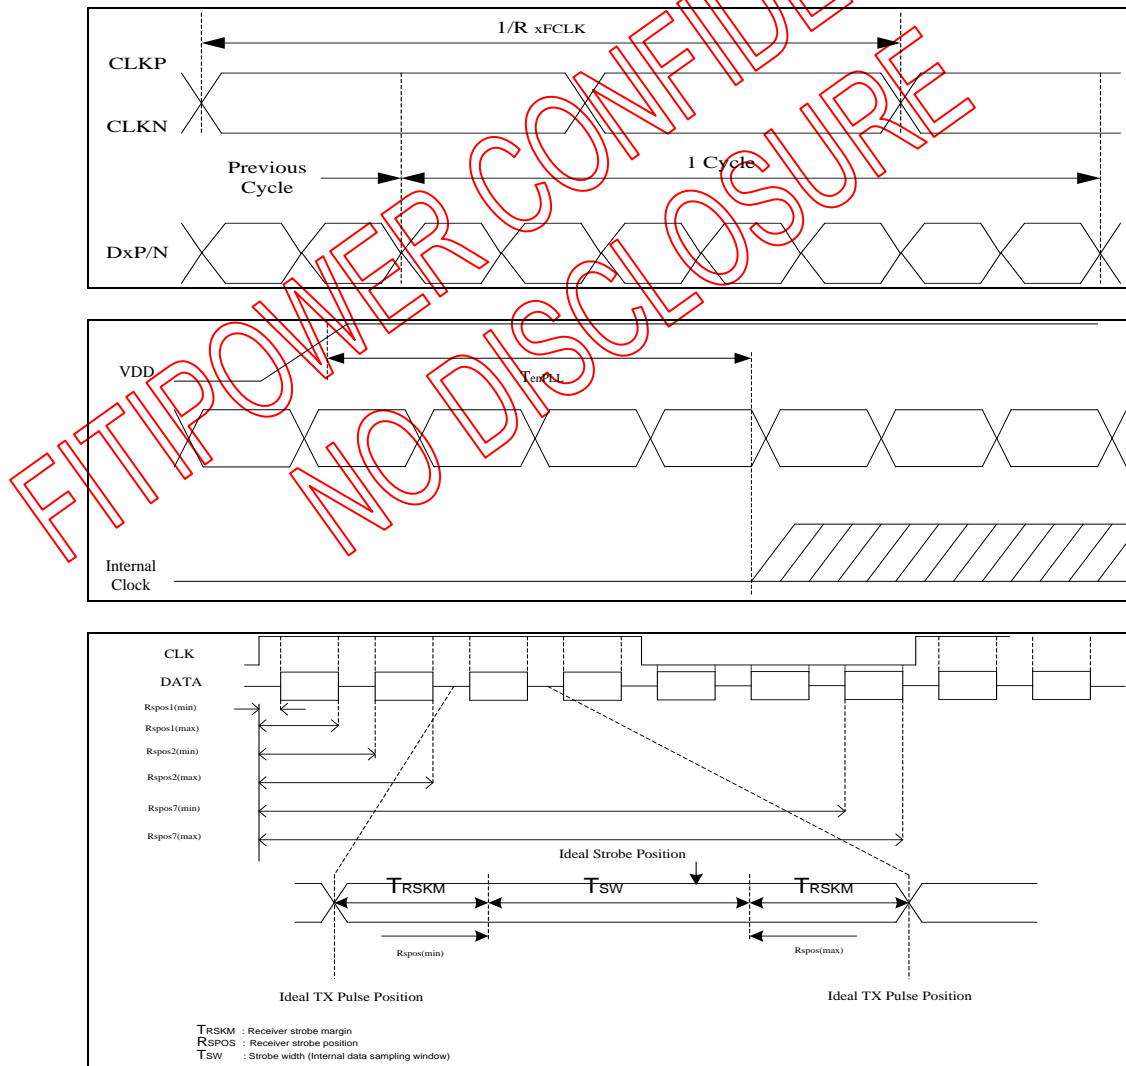 1/R xFCLK
CLKP
CLKN
Previous
Cycle
1 Cycle
DxP/N
FITIPOWER CONFIDE
NO DISCLOSURE
VDD
TenPLL
Internal
Clock
CLK
DATA
Rspos1(min)
Rspos1(max)
Rspos2(min)
Rspos2(max)
Rspos7(min)
Rspos7(max)
Ideal Strobe Position
TRSKM
TSW
TRSKM
Rspos(min)
Rspos(max)
Ideal TX Pulse Position
Ideal TX Pulse Position
TRSKM : Receiver strobe margin
RSPOS : Receiver strobe position
TSW : Strobe width (Internal data sampling window)